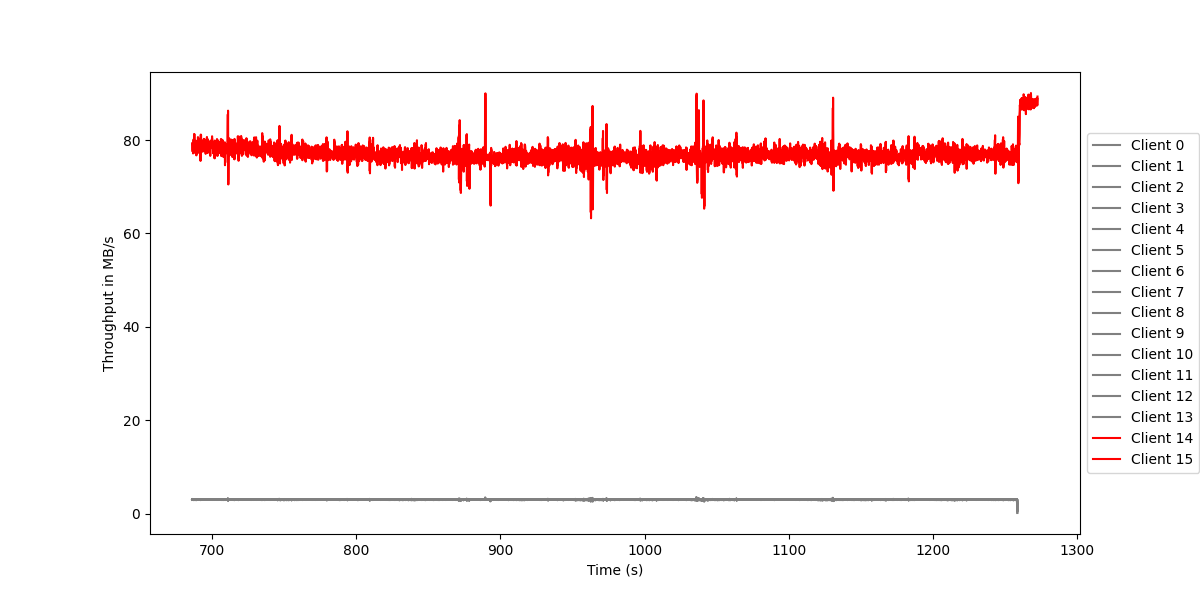 Throughput in MB/s
80
60
40
20
0
700
800
900
1000
1100
1200
1300
Time (s)
Client 0
Client 1
Client 2
Client 3
Client 4
Client 5
Client 6
Client 7
Client 8
Client 9
Client 10
Client 11
Client 12
Client 13
Client 14
Client 15